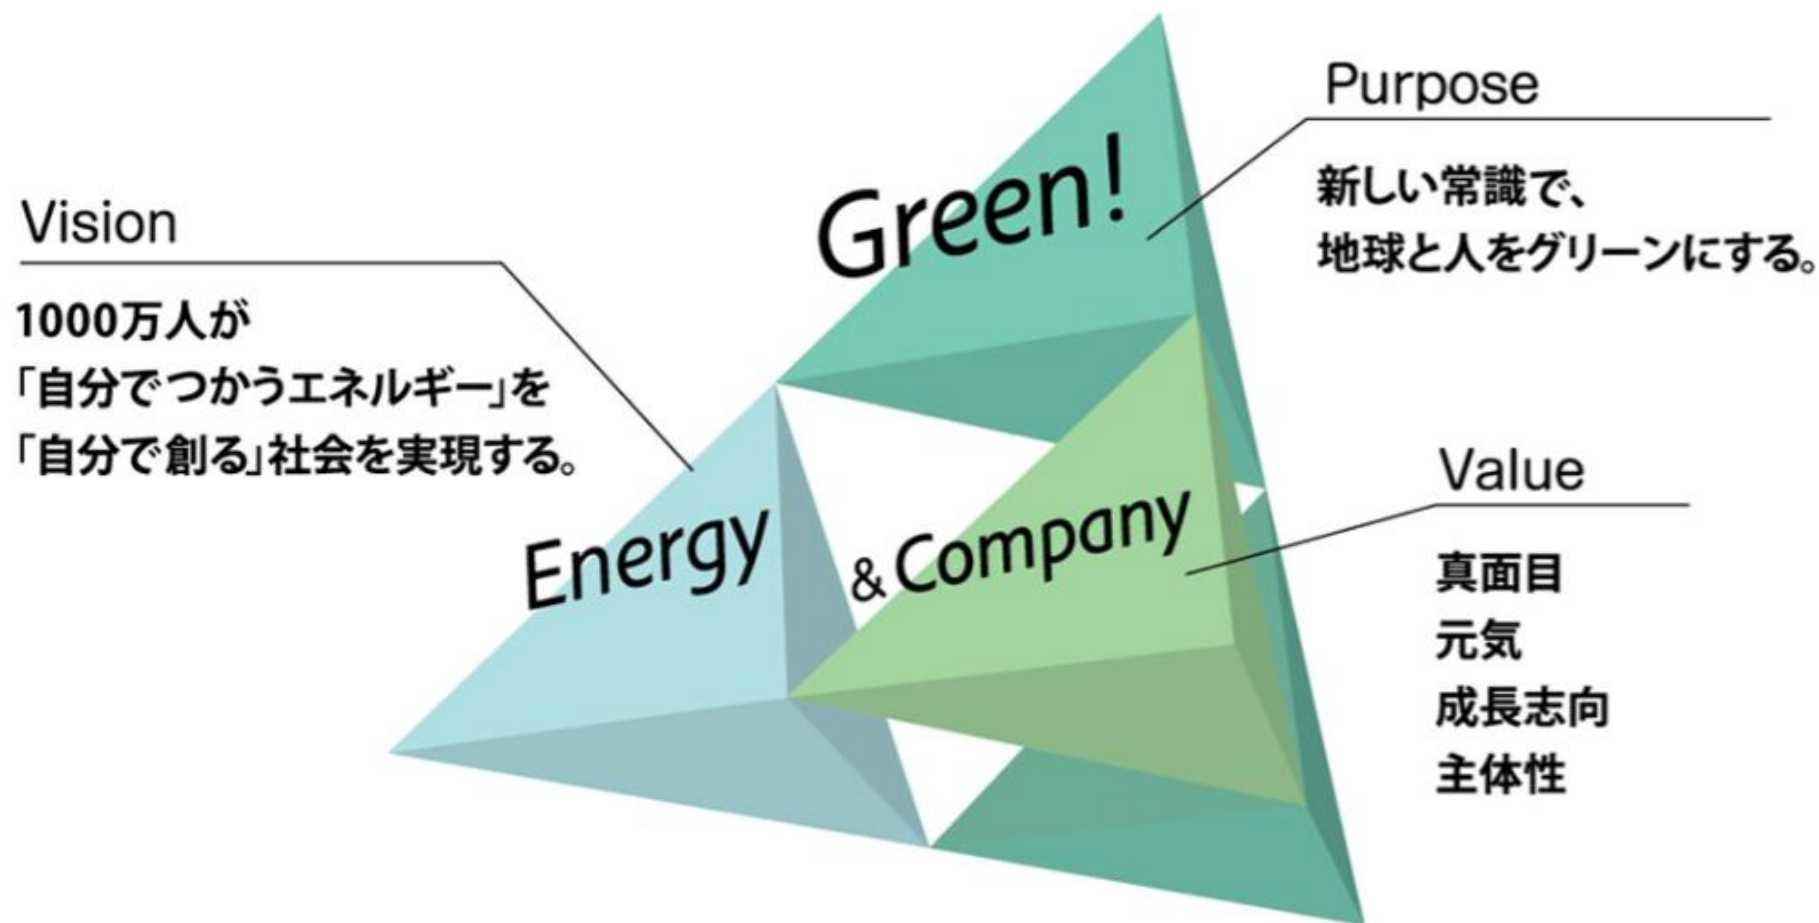 Purpose
新しい常識で、
地球と人をグリーンにする。
Vision
1000万人が
「自分でつかうエネルギー」を
「自分で創る」社会を実現する。
Green!
Energy
& Company
Value
真面目
元気
成長志向
主体性